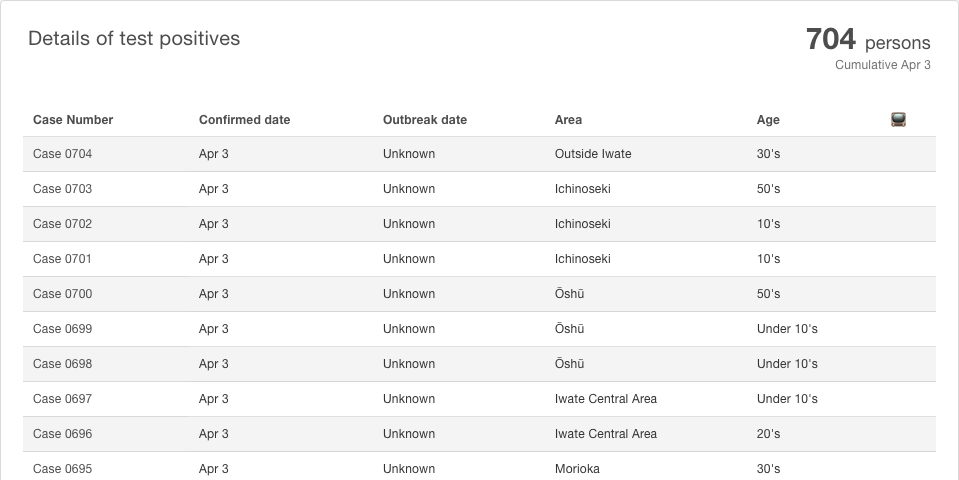 Details of test positives
704 persons
Cumulative Apr 3
Case Number Confirmed date Outbreak date Area Age
Case 0704 Apr 3 Unknown Outside Iwate 30's
Case 0703 Apr 3 Unknown Ichinoseki 50's
Case 0702 Apr 3 Unknown Ichinoseki 10's
Case 0701 Apr 3 Unknown Ichinoseki 10's
Case 0700 Apr 3 Unknown Ōshū 50's
Case 0699 Apr 3 Unknown Ōshū Under 10's
Case 0698 Apr 3 Unknown Ōshū Under 10's
Case 0697 Apr 3 Unknown Iwate Central Area Under 10's
Case 0696 Apr 3 Unknown Iwate Central Area 20's
Case 0695 Apr 3 Unknown Morioka 30's